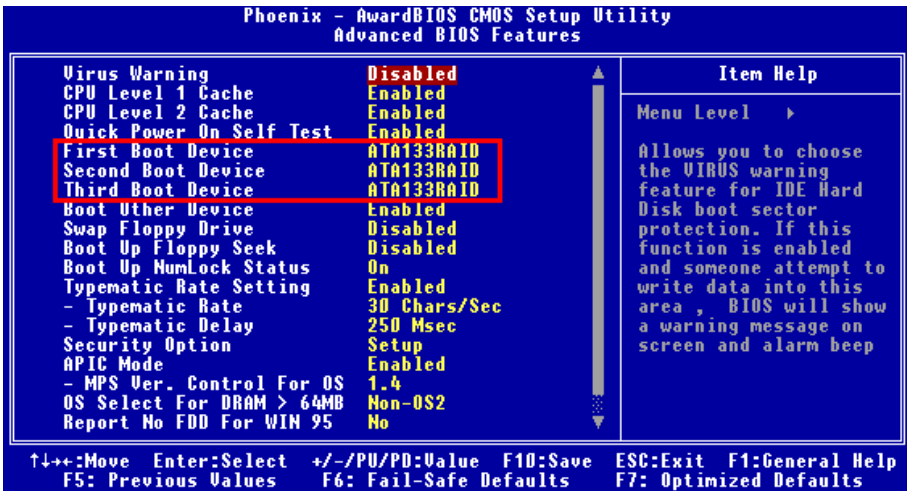 Phoenix - AwardBIOS CMOS Setup Utility
Advanced BIOS Features
Virus Warning Disabled
CPU Level 1 Cache Enabled
CPU Level 2 Cache Enabled
Quick Power On Self Test Enabled
First Boot Device ATA133RAID
Second Boot Device ATA133RAID
Third Boot Device ATA133RAID
Boot Other Device Enabled
Swap Floppy Drive Disabled
Boot Up Floppy Seek Disabled
Boot Up NumLock Status On
Typematic Rate Setting Enabled
- Typematic Rate 30 Chars/Sec
- Typematic Delay 250 Msec
Security Option Setup
APIC Mode Enabled
- MPS Ver. Control For OS 1.4
OS Select For DRAM > 64MB Non-OS2
Report No FDD For WIN 95 No
Item Help
Menu Level
Allows you to choose
the VIRUS warning
feature for IDE Hard
Disk boot sector
protection. If this
function is enabled
and someone attempt to
write data into this
area , BIOS will show
a warning message on
screen and alarm beep
↑↓→←:Move Enter:Select +/-/PU/PD:Value F10:Save ESC:Exit F1:General Help
F5: Previous Values F6: Fail-Safe Defaults F7: Optimized Defaults